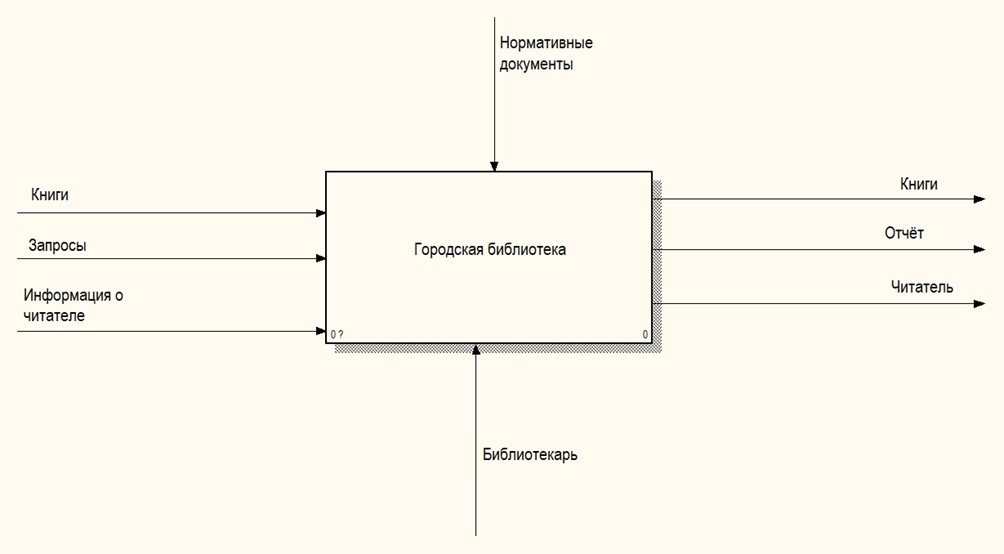 Нормативные
документы
Книги
Запросы
Информация о
читателе
Городская библиотека
0 ?
0
Книги
Отчёт
Читатель
Библиотекарь